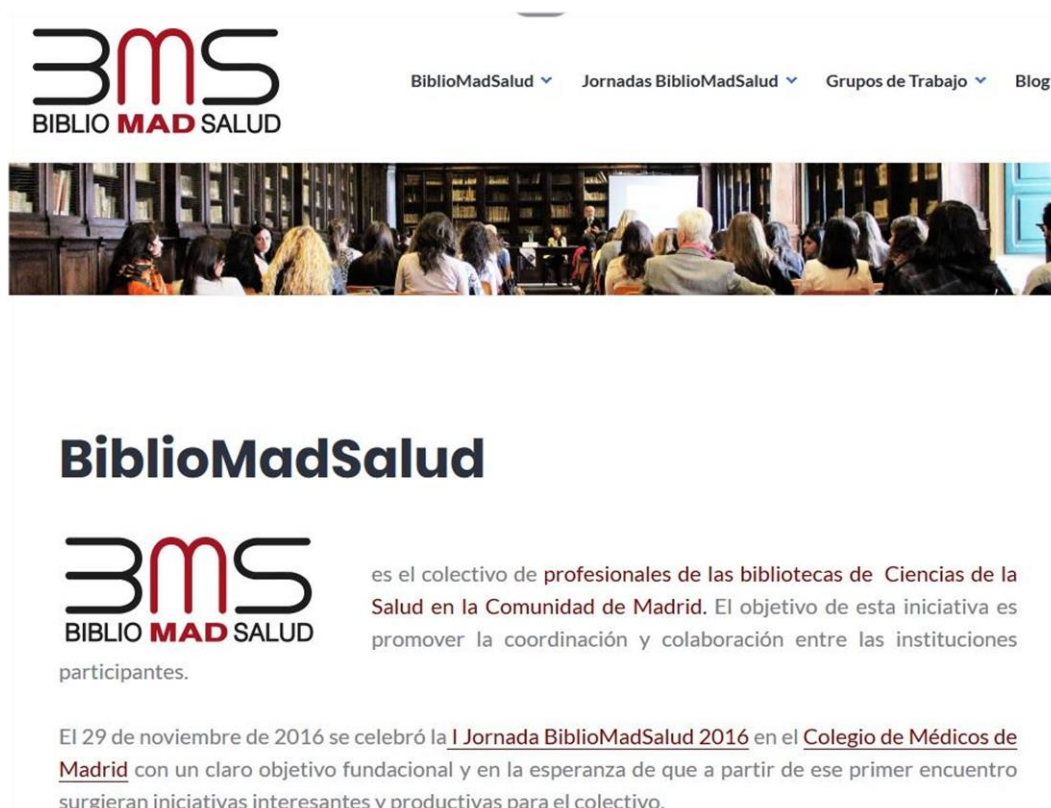 BMS
BIBLIO MAD SALUD
BiblioMadSalud
Jornadas BiblioMadSalud
Grupos de Trabajo
Blog
BiblioMadSalud
BMS
BIBLIO MAD SALUD
es el colectivo de profesionales de las bibliotecas de Ciencias de la
Salud en la Comunidad de Madrid. El objetivo de esta iniciativa es
promover la coordinación y colaboración entre las instituciones
participantes.
El 29 de noviembre de 2016 se celebró la I Jornada BiblioMadSalud 2016 en el Colegio de Médicos de
Madrid con un claro objetivo fundacional y en la esperanza de que a partir de ese primer encuentro
surgieran iniciativas interesantes y productivas para el colectivo.